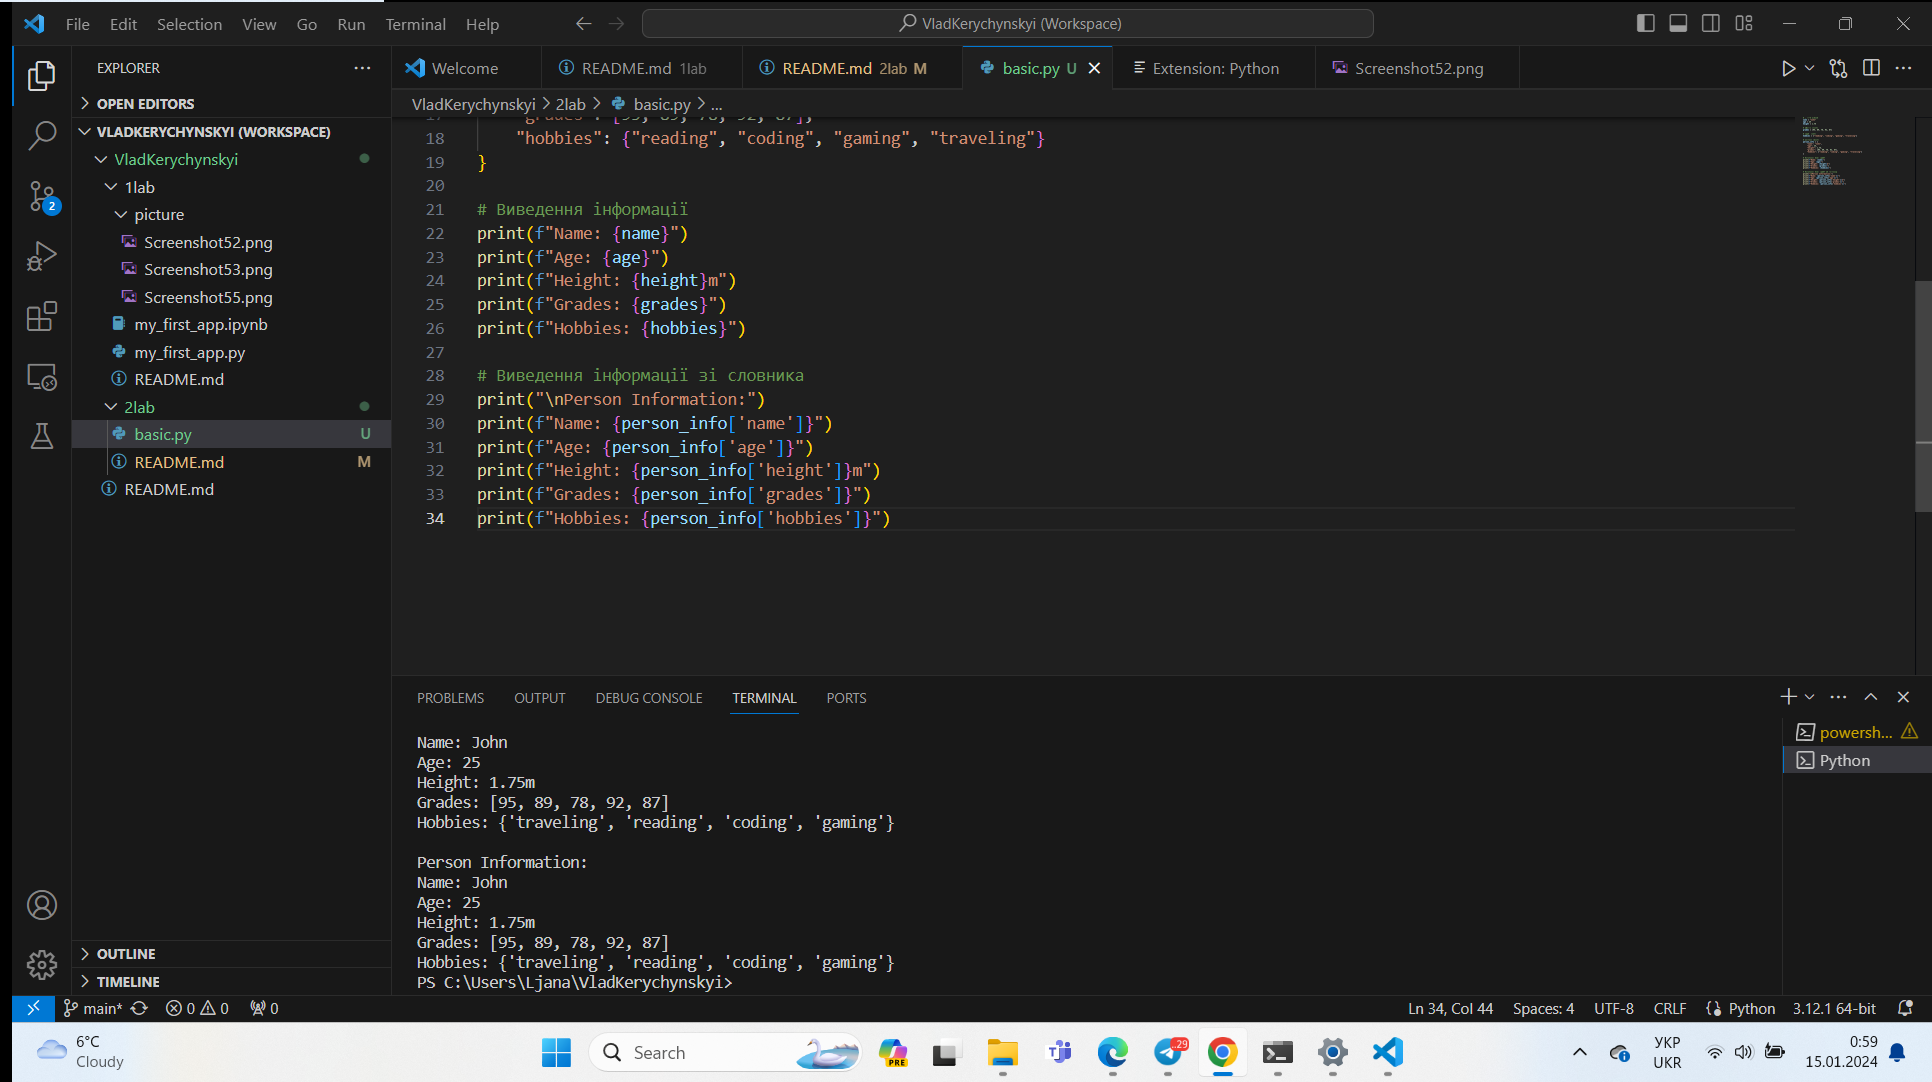 File Edit Selection View Go Run Terminal Help
VladKerychynskyi (Workspace)
EXPLORER
OPEN EDITORS
VLADKERYCHYNSKYI (WORKSPACE)
VladKerychynskyi
1lab
picture
Screenshot52.png
Screenshot53.png
Screenshot55.png
my_first_app.ipynb
my_first_app.py
README.md
2lab
basic.py U
README.md M
README.md
OUTLINE
TIMELINE
2
Welcome README.md 1lab README.md 2lab M basic.py U Extension: Python Screenshot52.png
VladKerychynskyi > 2lab > basic.py > ...
17 "grades": [95, 89, 78, 92, 87],
18 "hobbies": {"reading", "coding", "gaming", "traveling"}
19 }
20
21 # Виведення інформації
22 print(f"Name: {name}")
23 print(f"Age: {age}")
24 print(f"Height: {height}m")
25 print(f"Grades: {grades}")
26 print(f"Hobbies: {hobbies}")
27
28 # Виведення інформації зі словника
29 print("\nPerson Information:")
30 print(f"Name: {person_info['name']}")
31 print(f"Age: {person_info['age']}")
32 print(f"Height: {person_info['height']}m")
33 print(f"Grades: {person_info['grades']}")
34 print(f"Hobbies: {person_info['hobbies']}")
PROBLEMS OUTPUT DEBUG CONSOLE TERMINAL PORTS
Name: John
Age: 25
Height: 1.75m
Grades: [95, 89, 78, 92, 87]
Hobbies: {'traveling', 'reading', 'coding', 'gaming'}
Person Information:
Name: John
Age: 25
Height: 1.75m
Grades: [95, 89, 78, 92, 87]
Hobbies: {'traveling', 'reading', 'coding', 'gaming'}
PS C:\Users\Ljana\VladKerychynskyi>
powersh...
Python
main* 0 0 0
Ln 34, Col 44 Spaces: 4 UTF-8 CRLF Python 3.12.1 64-bit
6°C
Cloudy
Search
PRE
..29
УКР
UKR
0:59
15.01.2024